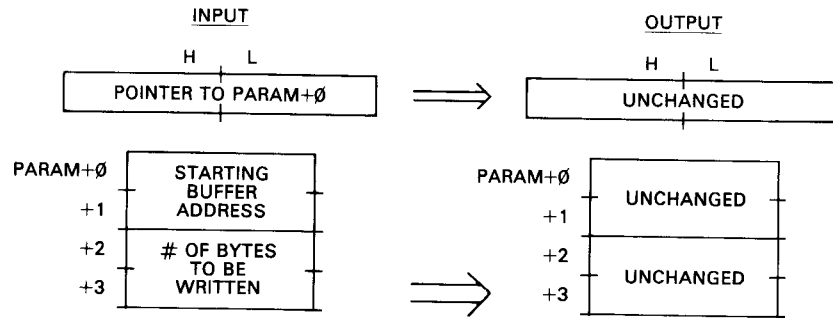 INPUT
H L
POINTER TO PARAM+Ø
PARAM+Ø
+1
+2
+3
STARTING
BUFFER
ADDRESS
# OF BYTES
TO BE
WRITTEN
OUTPUT
H L
UNCHANGED
PARAM+Ø
+1
+2
+3
UNCHANGED
UNCHANGED